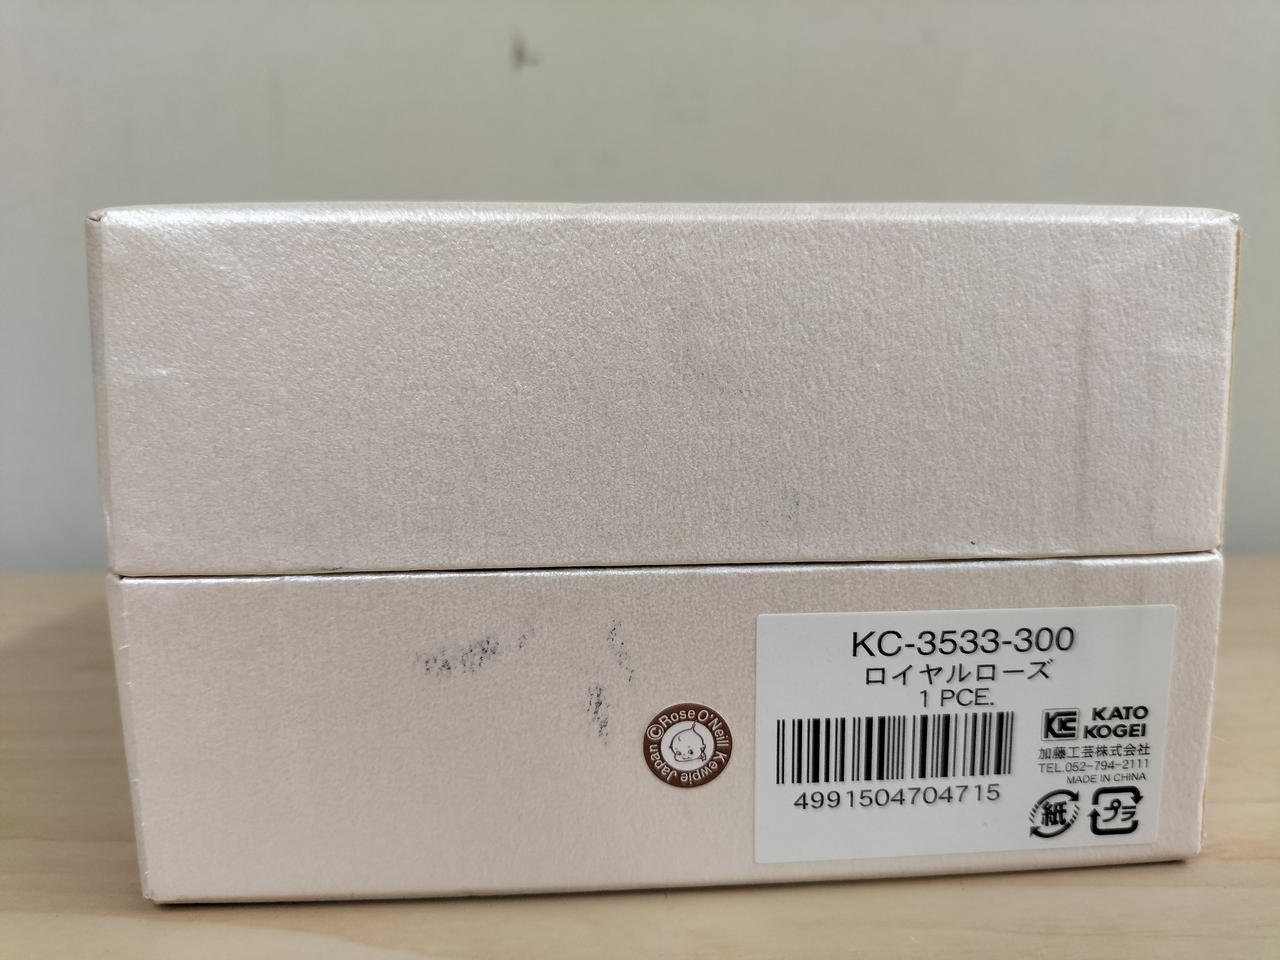 ©Rose O'Neill Kewpie Japan
KC-3533-300
ロイヤルローズ
1 PCE.
4991504704715
KC
KATO
KOGEI
加藤工芸株式会社
TEL.052-794-2111
MADE IN CHINA
紙
プラ